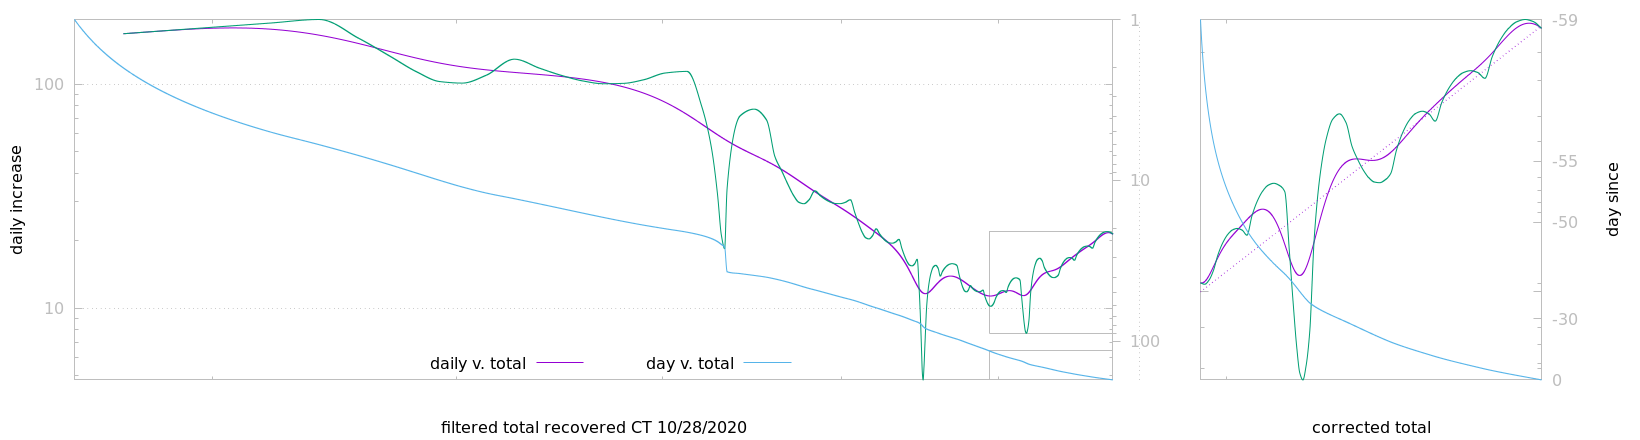 daily increase
100
10
1
10
100
daily v. total
day v. total
filtered total recovered CT 10/28/2020
-59
-55
-50
-30
0
day since
corrected total